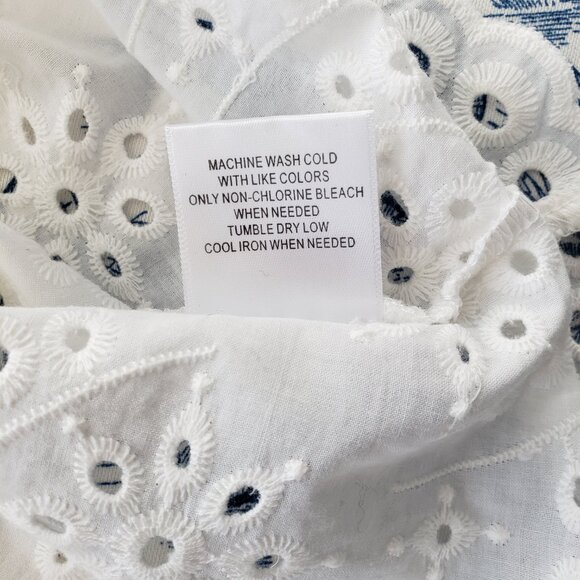 MACHINE WASH COLD
WITH LIKE COLORS
ONLY NON-CHLORINE BLEACH
WHEN NEEDED
TUMBLE DRY LOW
COOL IRON WHEN NEEDED